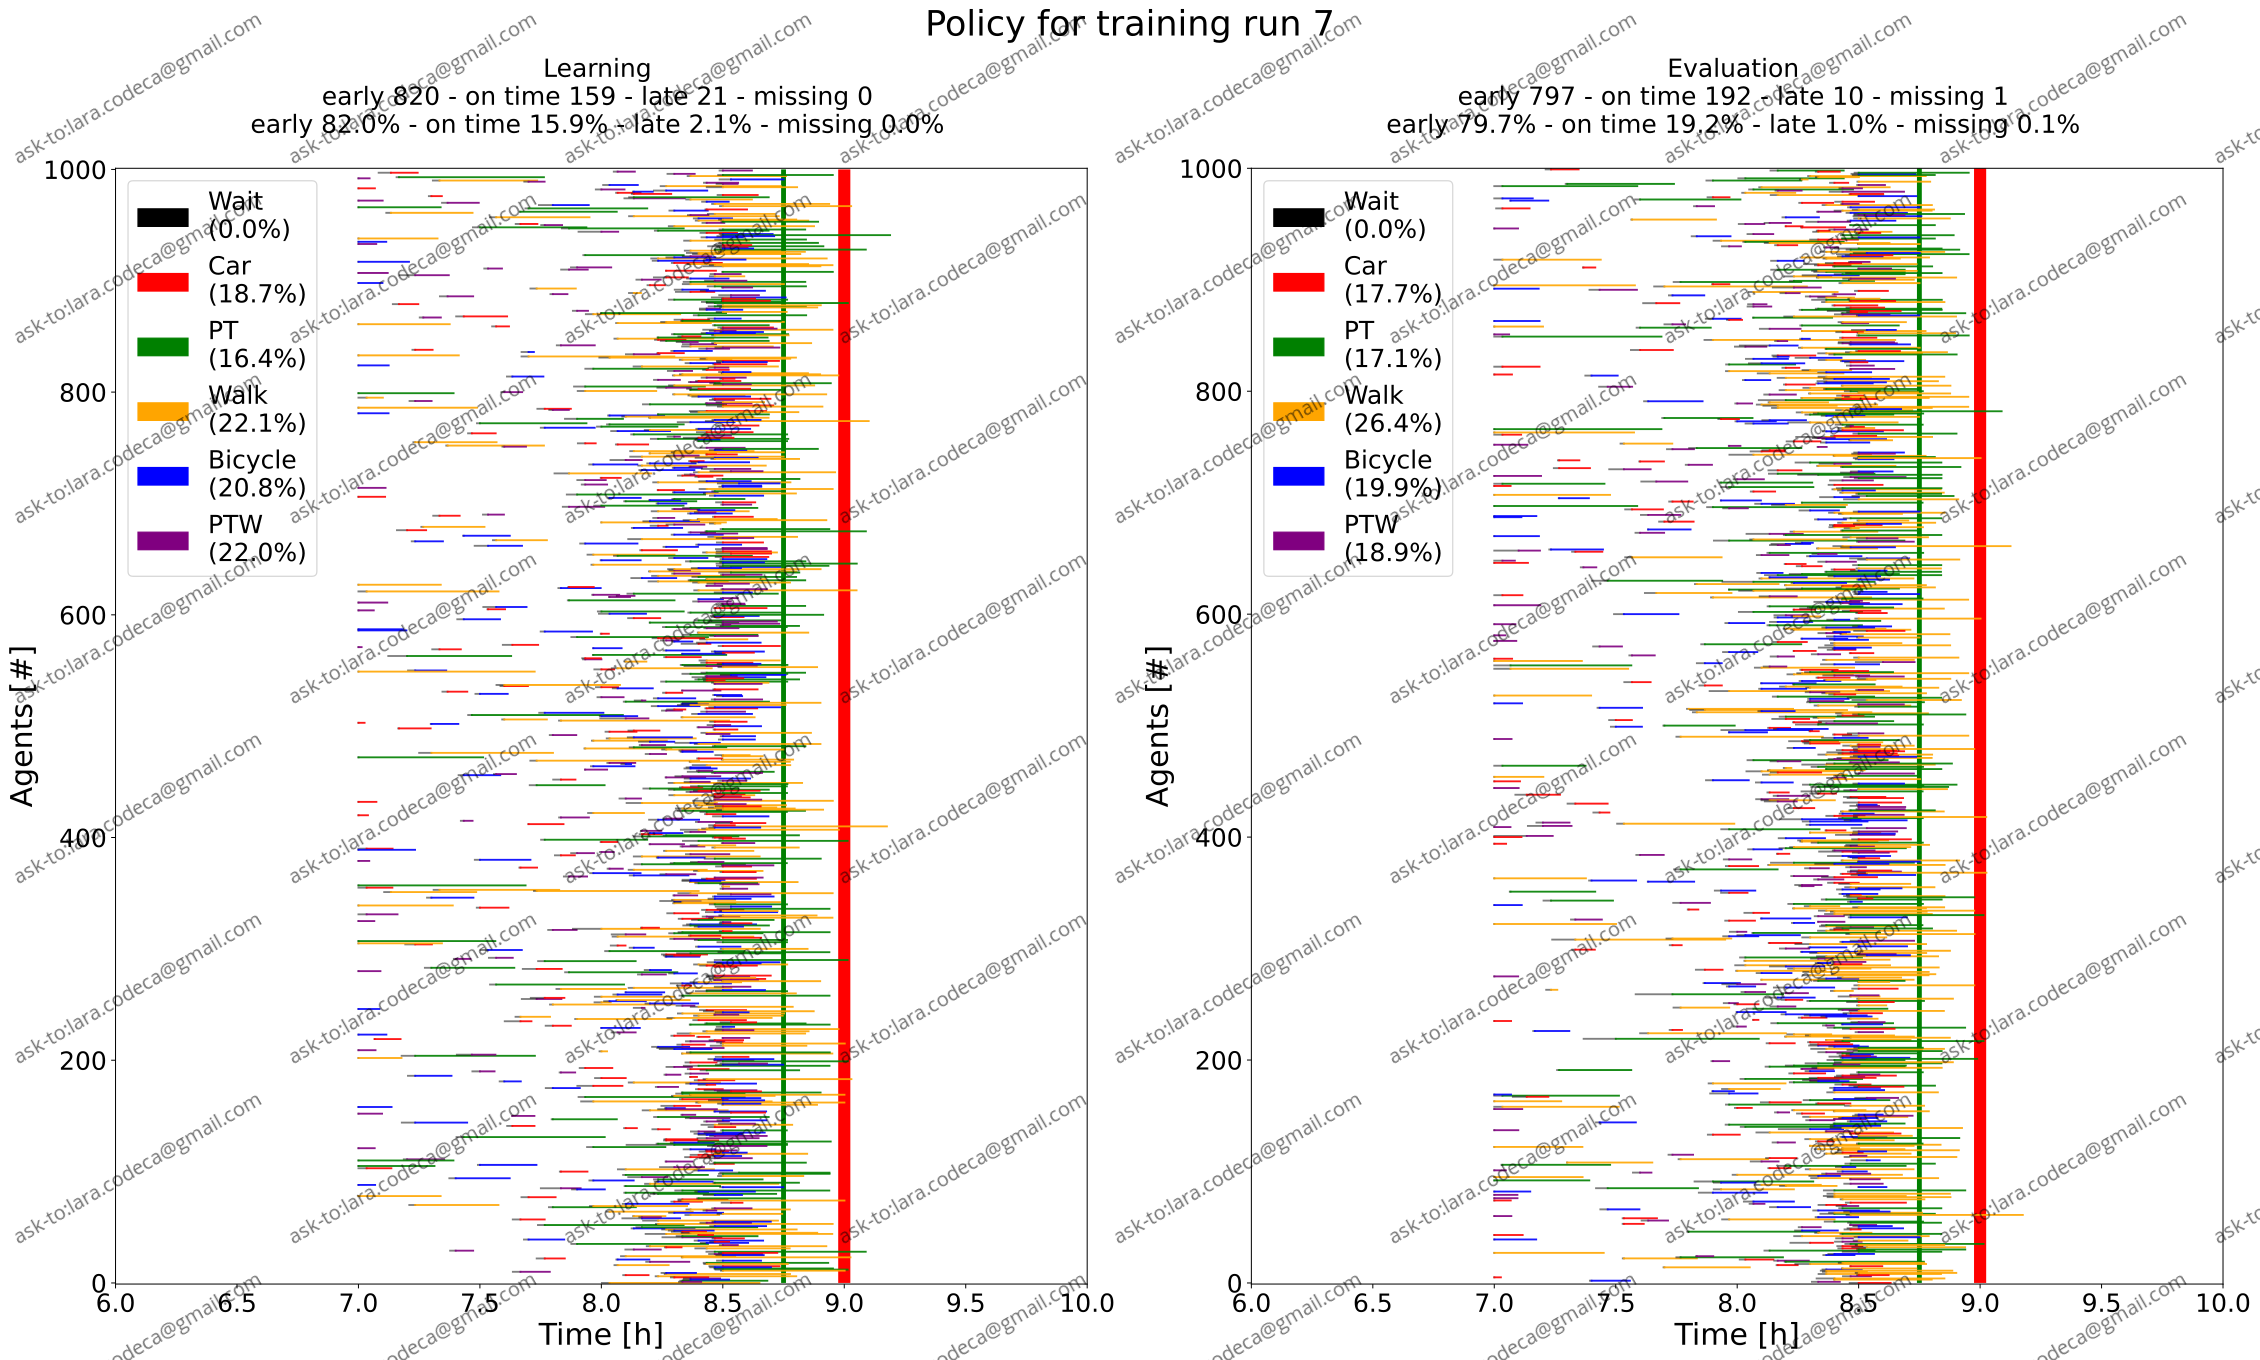 Policy for training run 7
Learning
early 820 - on time 159 - late 21 - missing 0
early 82.0% - on time 15.9% - late 2.1% - missing 0.0%
Agents [#]
1000
800
600
400
200
0
Wait
(0.0%)
Car
(18.7%)
PT
(16.4%)
Walk
(22.1%)
Bicycle
(20.8%)
PTW
(22.0%)
6.0 6.5 7.0 7.5 8.0 8.5 9.0 9.5 10.0
Time [h]
Evaluation
early 797 - on time 192 - late 10 - missing 1
early 79.7% - on time 19.2% - late 1.0% - missing 0.1%
Agents [#]
1000
800
600
400
200
0
Wait
(0.0%)
Car
(17.7%)
PT
(17.1%)
Walk
(26.4%)
Bicycle
(19.9%)
PTW
(18.9%)
6.0 6.5 7.0 7.5 8.0 8.5 9.0 9.5 10.0
Time [h]
ask-to:lara.codeca@gmail.com